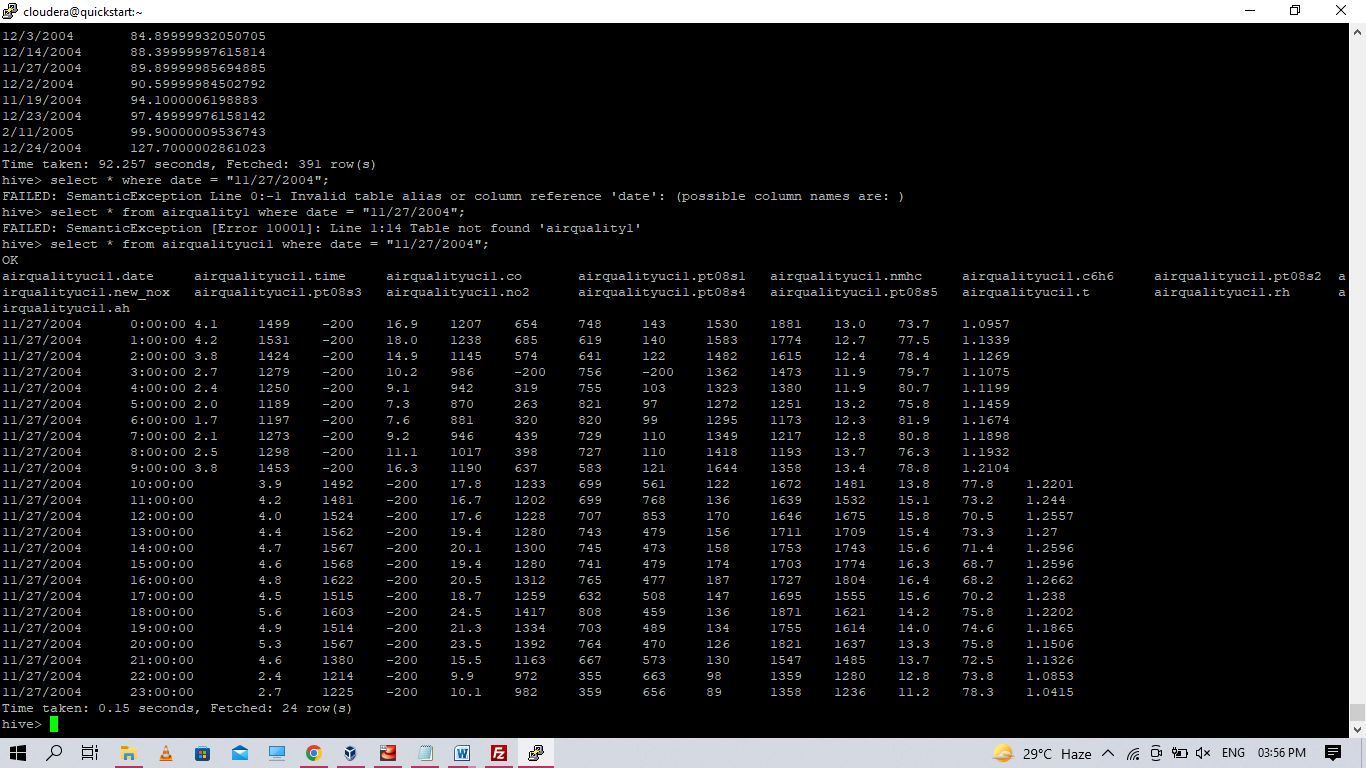 cloudera@quickstart:~
12/3/2004 84.89999932050705
12/14/2004 88.39999997615814
11/27/2004 89.89999985694885
12/2/2004 90.59999984502792
11/19/2004 94.1000006198883
12/23/2004 97.49999976158142
2/11/2005 99.90000009536743
12/24/2004 127.7000002861023
Time taken: 92.257 seconds, Fetched: 391 row(s)
hive> select * where date = "11/27/2004";
FAILED: SemanticException Line 0:-1 Invalid table alias or column reference 'date': (possible column names are: )
hive> select * from airquality1 where date = "11/27/2004";
FAILED: SemanticException [Error 10001]: Line 1:14 Table not found 'airquality1'
hive> select * from airqualityuci1 where date = "11/27/2004";
OK
airqualityuci1.date airqualityuci1.time airqualityuci1.co airqualityuci1.pt08s1 airqualityuci1.nmhc airqualityuci1.c6h6 airqualityuci1.pt08s2 a
irqualityuci1.new_nox airqualityuci1.pt08s3 airqualityuci1.no2 airqualityuci1.pt08s4 airqualityuci1.pt08s5 airqualityuci1.t airqualityuci1.rh a
irqualityuci1.ah
11/27/2004 0:00:00 4.1 1499 -200 16.9 1207 654 748 143 1530 1881 13.0 73.7 1.0957
11/27/2004 1:00:00 4.2 1531 -200 18.0 1238 685 619 140 1583 1774 12.7 77.5 1.1339
11/27/2004 2:00:00 3.8 1424 -200 14.9 1145 574 641 122 1482 1615 12.4 78.4 1.1269
11/27/2004 3:00:00 2.7 1279 -200 10.2 986 -200 756 -200 1362 1473 11.9 79.7 1.1075
11/27/2004 4:00:00 2.4 1250 -200 9.1 942 319 755 103 1323 1380 11.9 80.7 1.1199
11/27/2004 5:00:00 2.0 1189 -200 7.3 870 263 821 97 1272 1251 13.2 75.8 1.1459
11/27/2004 6:00:00 1.7 1197 -200 7.6 881 320 820 99 1295 1173 12.3 81.9 1.1674
11/27/2004 7:00:00 2.1 1273 -200 9.2 946 439 729 110 1349 1217 12.8 80.8 1.1898
11/27/2004 8:00:00 2.5 1298 -200 11.1 1017 398 727 110 1418 1193 13.7 76.3 1.1932
11/27/2004 9:00:00 3.8 1453 -200 16.3 1190 637 583 121 1644 1358 13.4 78.8 1.2104
11/27/2004 10:00:00 3.9 1492 -200 17.8 1233 699 561 122 1672 1481 13.8 77.8 1.2201
11/27/2004 11:00:00 4.2 1481 -200 16.7 1202 699 768 136 1639 1532 15.1 73.2 1.244
11/27/2004 12:00:00 4.0 1524 -200 17.6 1228 707 853 170 1646 1675 15.8 70.5 1.2557
11/27/2004 13:00:00 4.4 1562 -200 19.4 1280 743 479 156 1711 1709 15.4 73.3 1.27
11/27/2004 14:00:00 4.7 1567 -200 20.1 1300 745 473 158 1753 1743 15.6 71.4 1.2596
11/27/2004 15:00:00 4.6 1568 -200 19.4 1280 741 479 174 1703 1774 16.3 68.7 1.2596
11/27/2004 16:00:00 4.8 1622 -200 20.5 1312 765 477 187 1727 1804 16.4 68.2 1.2662
11/27/2004 17:00:00 4.5 1515 -200 18.7 1259 632 508 147 1695 1555 15.6 70.2 1.238
11/27/2004 18:00:00 5.6 1603 -200 24.5 1417 808 459 136 1871 1621 14.2 75.8 1.2202
11/27/2004 19:00:00 4.9 1514 -200 21.3 1334 703 489 134 1755 1614 14.0 74.6 1.1865
11/27/2004 20:00:00 5.3 1567 -200 23.5 1392 764 470 126 1821 1637 13.3 75.8 1.1506
11/27/2004 21:00:00 4.6 1380 -200 15.5 1163 667 573 130 1547 1485 13.7 72.5 1.1326
11/27/2004 22:00:00 2.4 1214 -200 9.9 972 355 663 98 1359 1280 12.8 73.8 1.0853
11/27/2004 23:00:00 2.7 1225 -200 10.1 982 359 656 89 1358 1236 11.2 78.3 1.0415
Time taken: 0.15 seconds, Fetched: 24 row(s)
hive>
29°C Haze ENG 03:56 PM